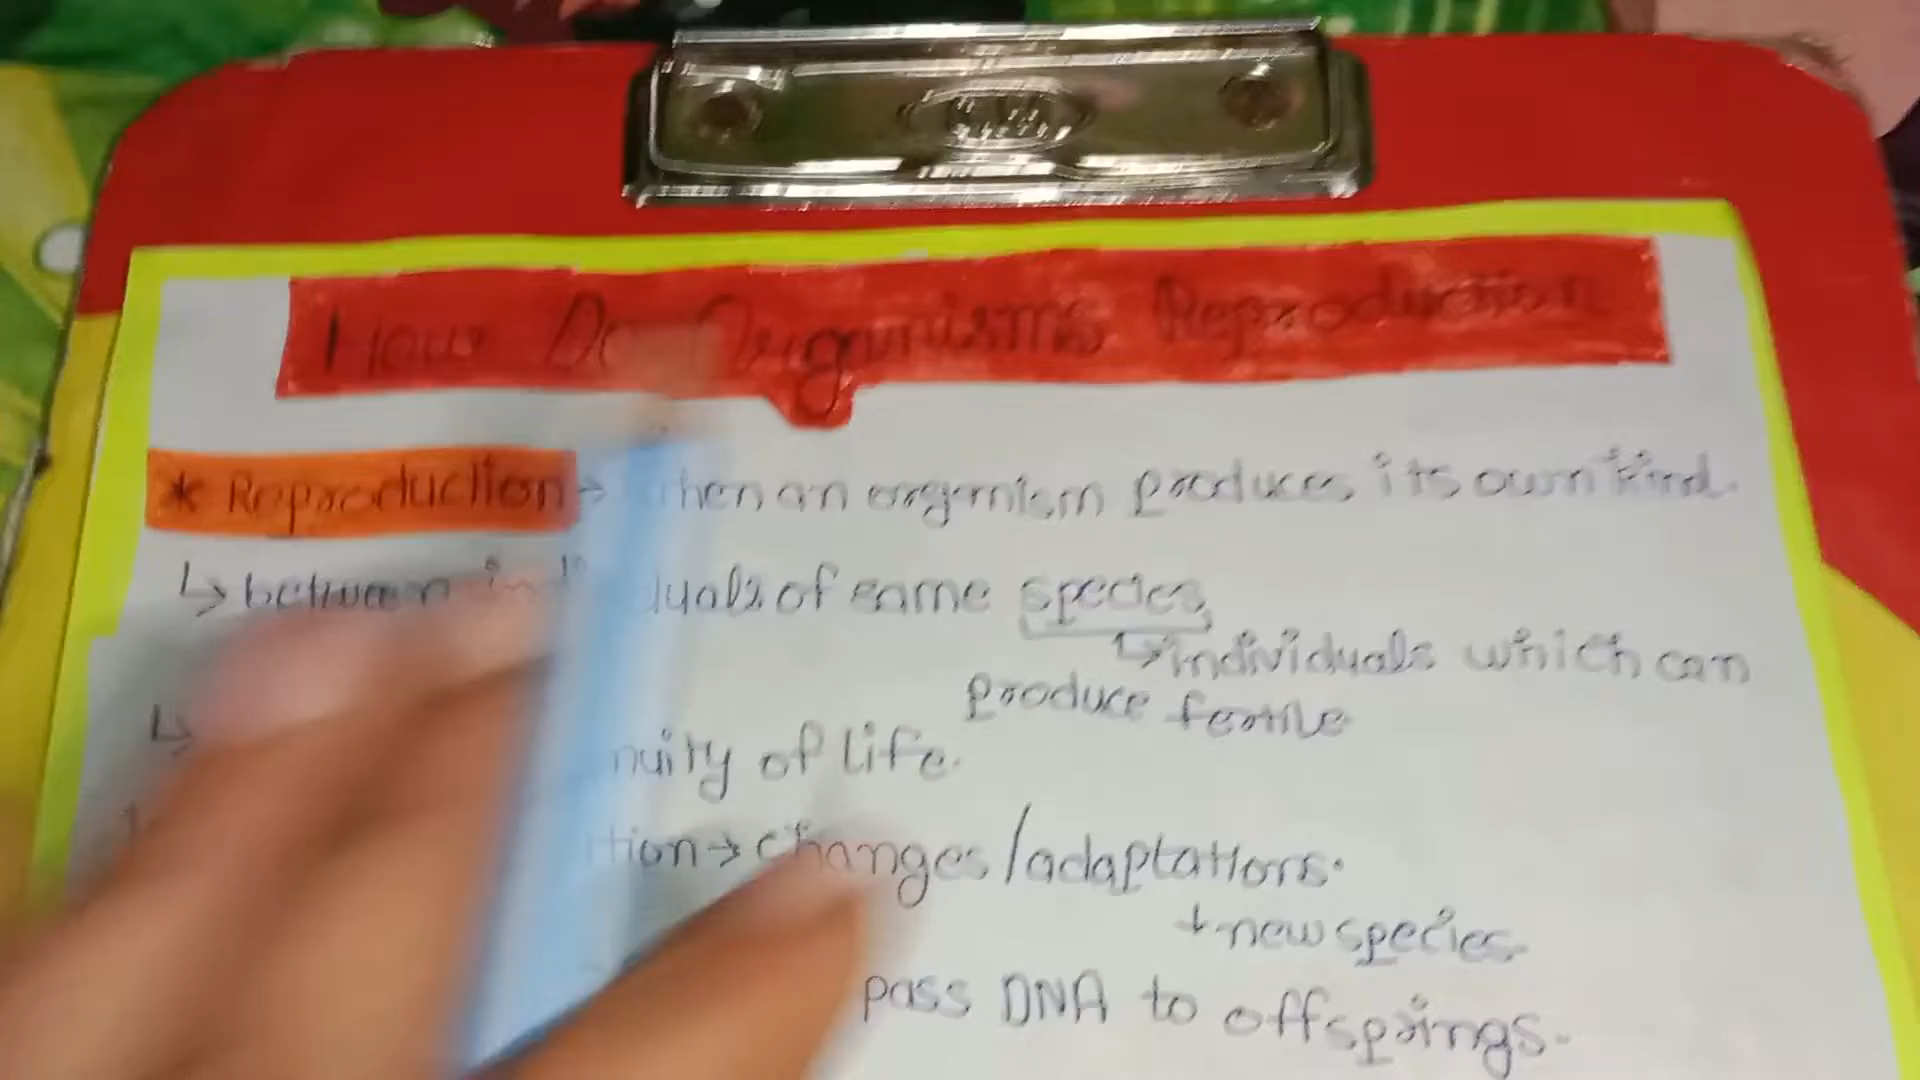 How Do Organisms Reproduction
* Reproduction → when an organism produces its own kind.
↳ between individuals of same species
↳ individuals which can
produce fertile
↳ nuity of life.
tion → changes/adaptations.
+ new species.
pass DNA to offsprings.